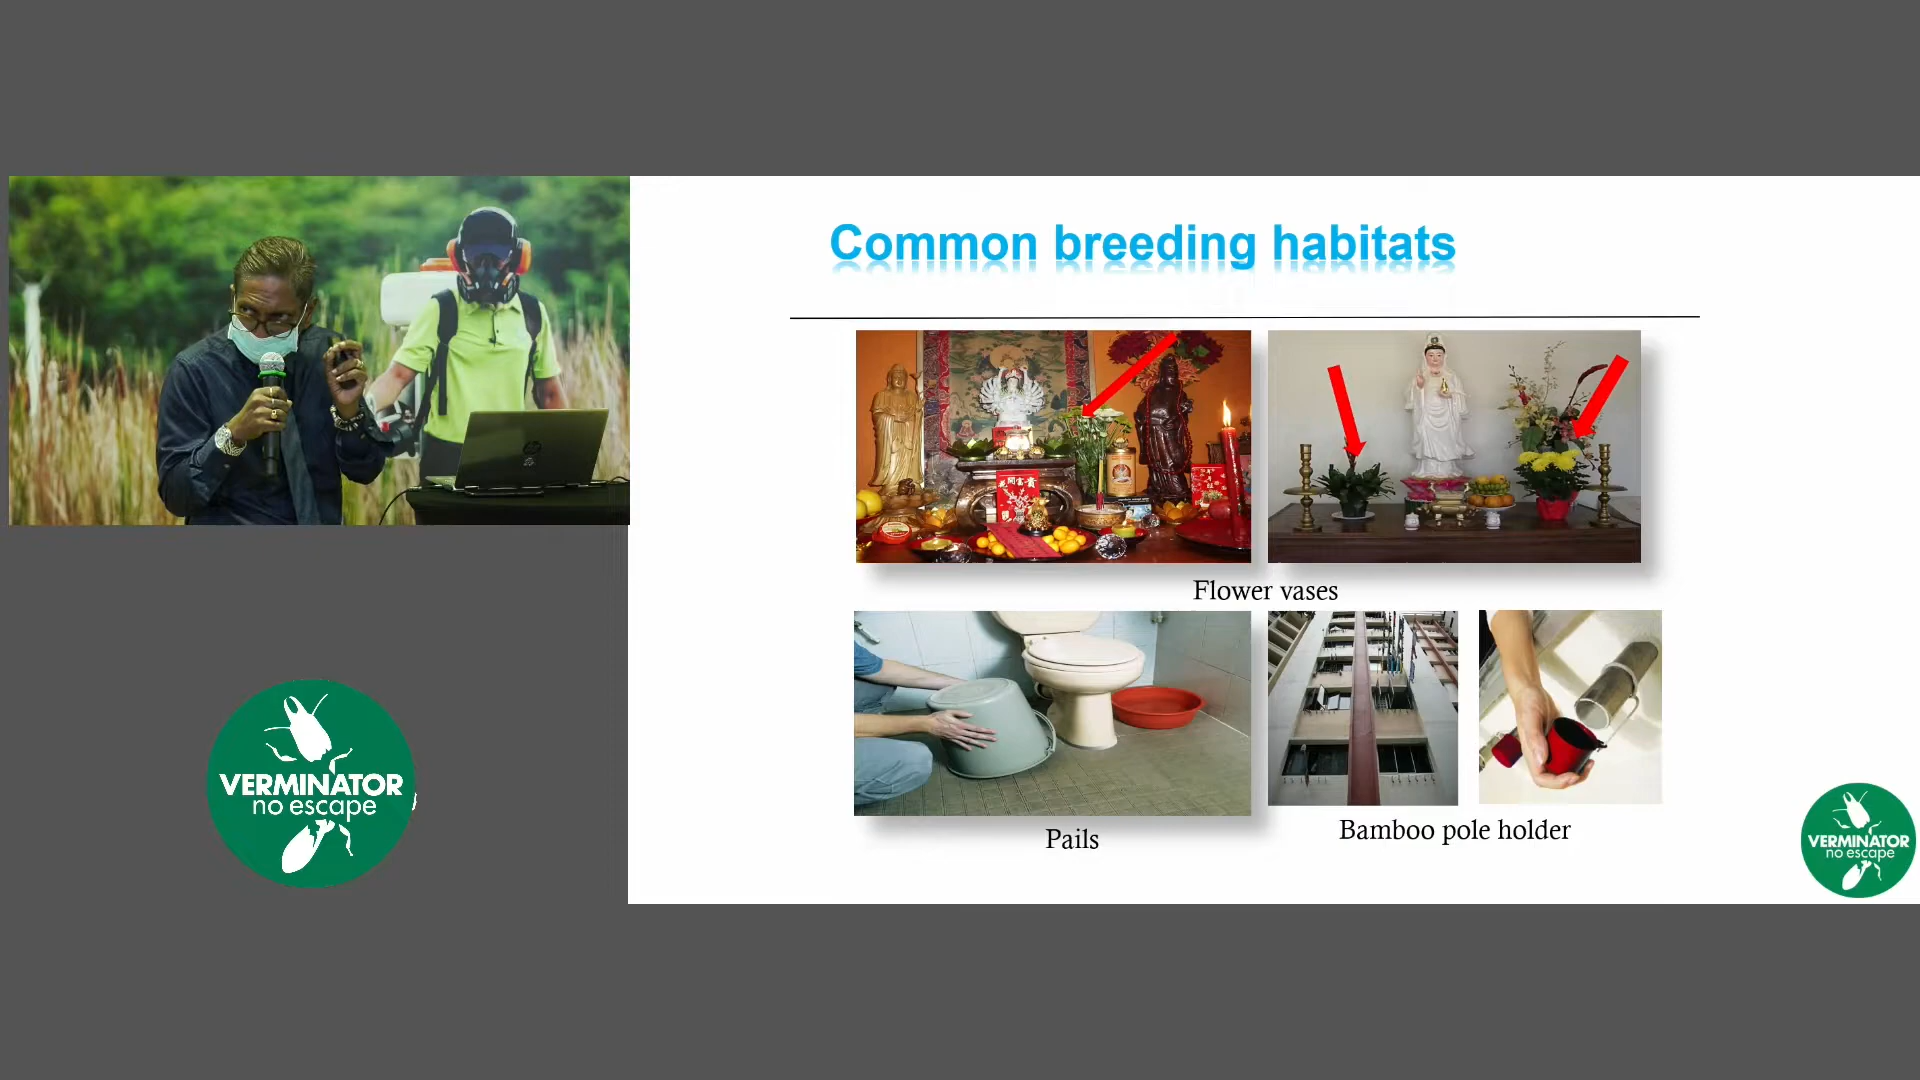 Common breeding habitats
Flower vases
Pails
Bamboo pole holder
VERMINATOR
no escape
VERMINATOR
no escape